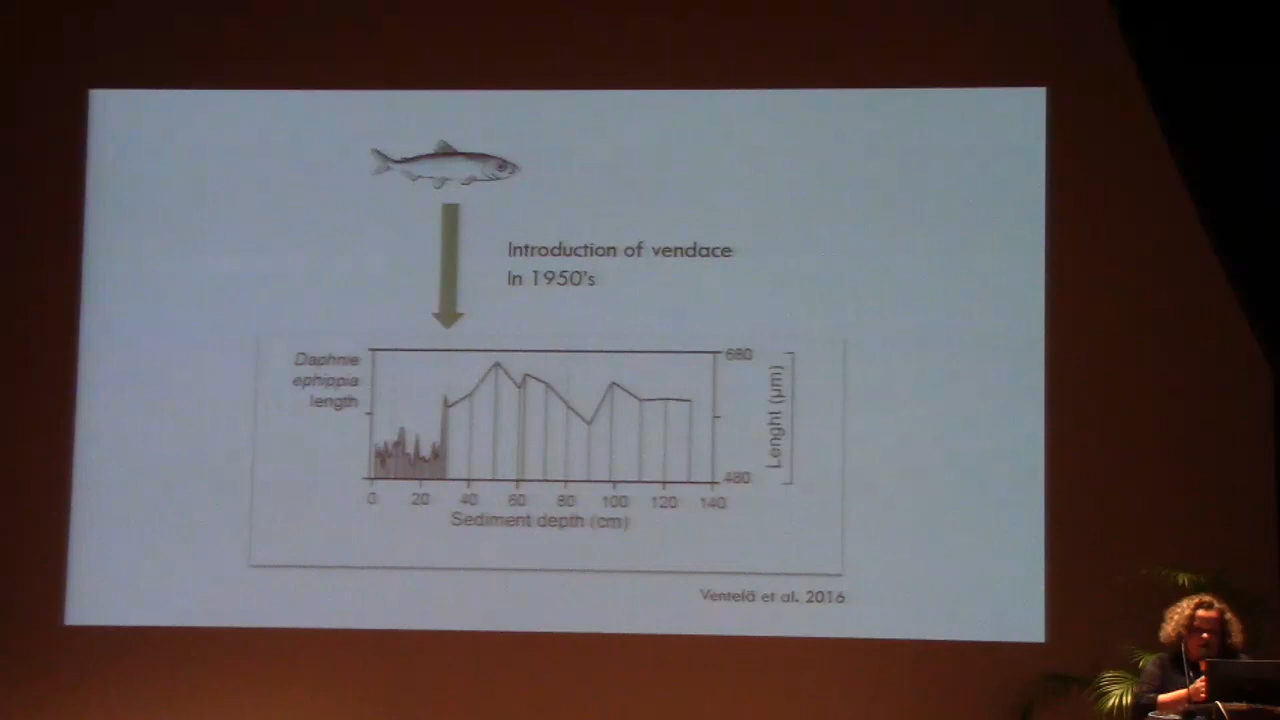 Introduction of vendace
In 1950's
Daphnie
ephippia
length
680
480
Lenght (µm)
0 20 40 60 80 100 120 140
Sediment depth (cm)
Ventelä et al. 2016